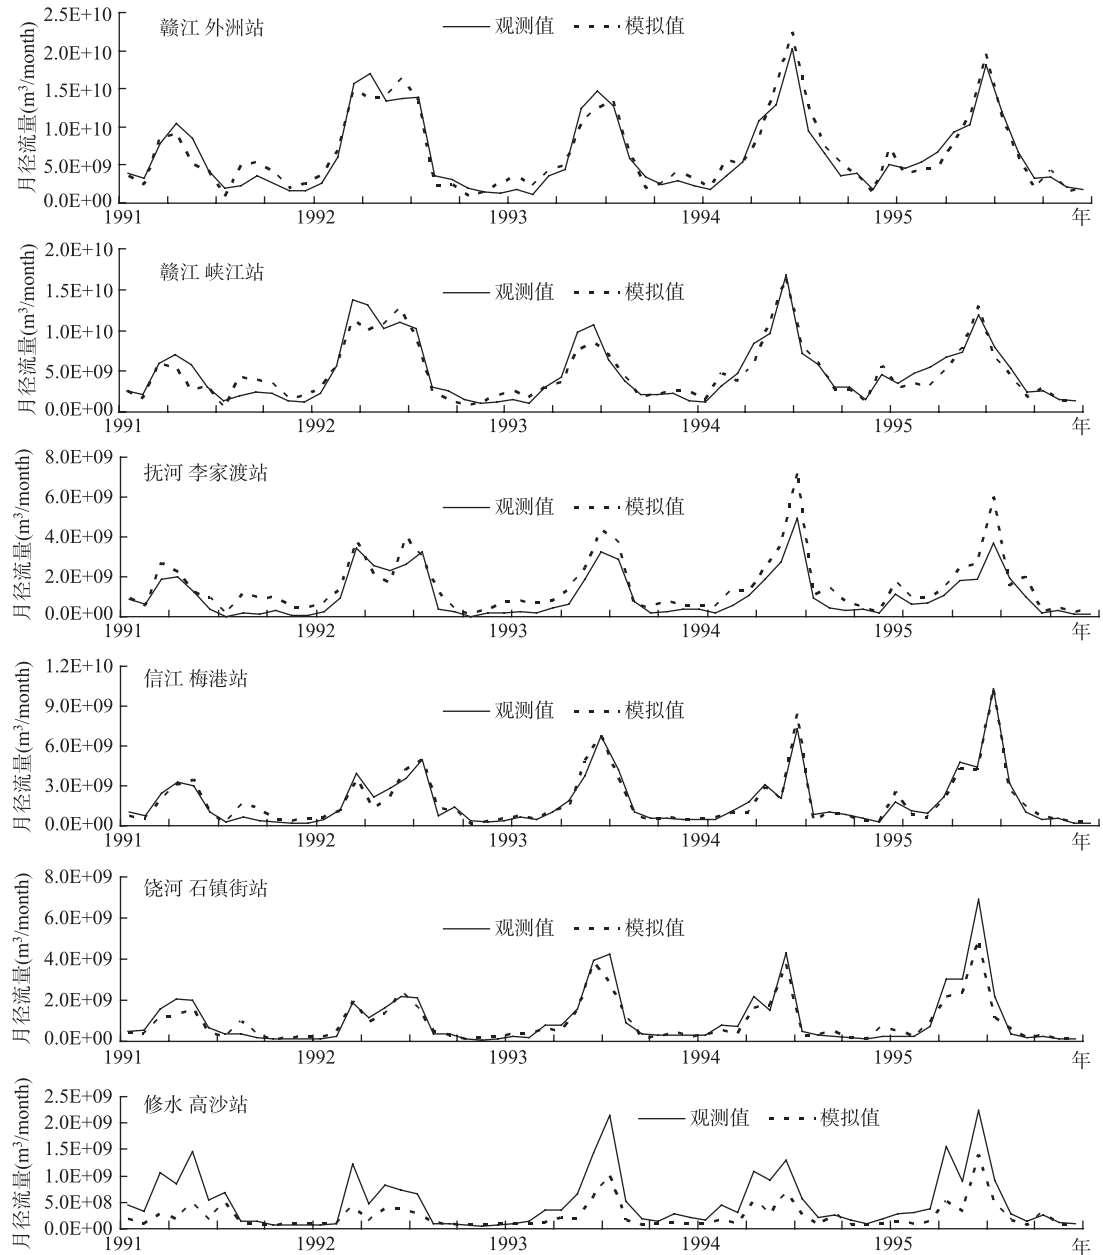 赣江 外洲站
观测值 模拟值
月径流量(m³/month)
2.5E+10
2.0E+10
1.5E+10
1.0E+10
5.0E+09
0.0E+00
1991 1992 1993 1994 1995 年
赣江 峡江站
观测值 模拟值
月径流量(m³/month)
2.0E+10
1.5E+10
1.0E+10
5.0E+09
0.0E+00
1991 1992 1993 1994 1995 年
抚河 李家渡站
观测值 模拟值
月径流量(m³/month)
8.0E+09
6.0E+09
4.0E+09
2.0E+09
0.0E+00
1991 1992 1993 1994 1995 年
信江 梅港站
观测值 模拟值
月径流量(m³/month)
1.2E+10
9.0E+09
6.0E+09
3.0E+09
0.0E+00
1991 1992 1993 1994 1995 年
饶河 石镇街站
观测值 模拟值
月径流量(m³/month)
8.0E+09
6.0E+09
4.0E+09
2.0E+09
0.0E+00
1991 1992 1993 1994 1995 年
修水 高沙站
观测值 模拟值
月径流量(m³/month)
2.5E+09
2.0E+09
1.5E+09
1.0E+09
5.0E+08
0.0E+00
1991 1992 1993 1994 1995 年